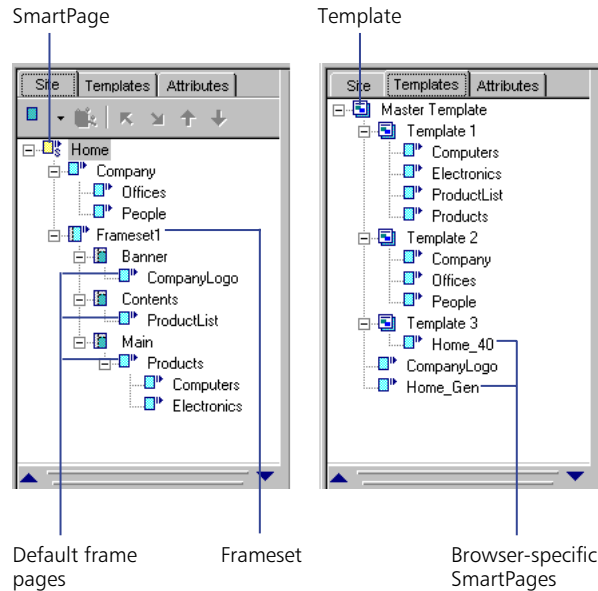 SmartPage
Template
Site Templates Attributes
Home
Company
Offices
People
Frameset1
Banner
CompanyLogo
Contents
ProductList
Main
Products
Computers
Electronics
Site Templates Attributes
Master Template
Template 1
Computers
Electronics
ProductList
Products
Template 2
Company
Offices
People
Template 3
Home_40
CompanyLogo
Home_Gen
Default frame
pages
Frameset
Browser-specific
SmartPages